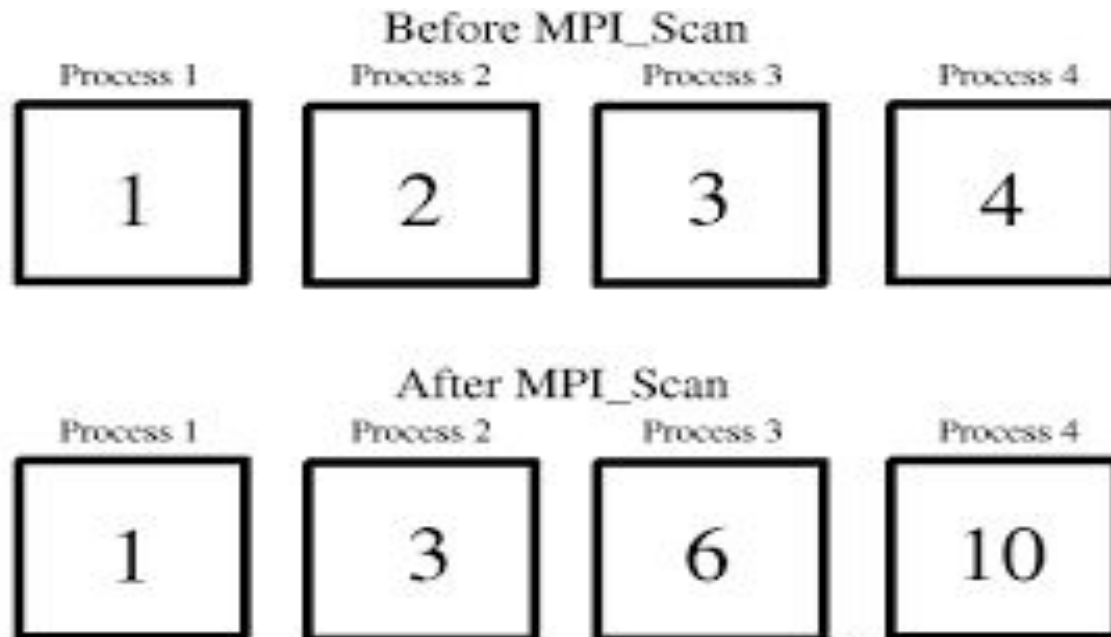 Before MPI_Scan
Process 1 Process 2 Process 3 Process 4
1 2 3 4
After MPI_Scan
Process 1 Process 2 Process 3 Process 4
1 3 6 10